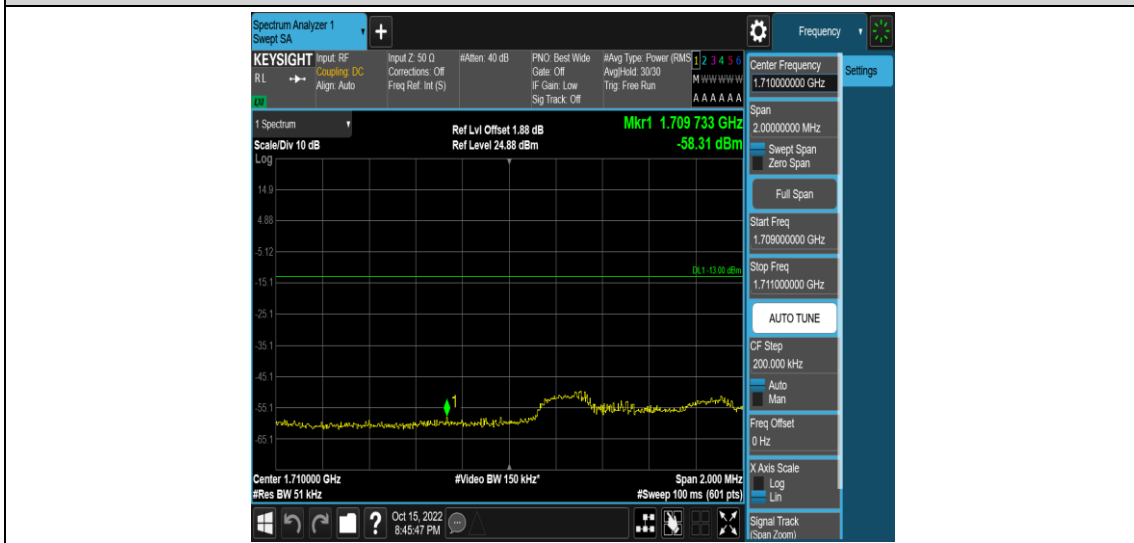 Spectrum Analyzer 1
Swept SA
+
Frequency
KEYSIGHT
RL
LXI
Input: RF
Coupling: DC
Align: Auto
Input Z: 50 Ω
Corrections: Off
Freq Ref: Int (S)
#Atten: 40 dB
PNO: Best Wide
Gate: Off
IF Gain: Low
Sig Track: Off
#Avg Type: Power (RMS
Avg|Hold: 30/30
Trig: Free Run
1 2 3 4 5 6
M W W W W W
A A A A A A
1 Spectrum
Scale/Div 10 dB
Log
Ref Lvl Offset 1.88 dB
Ref Level 24.88 dBm
Mkr1 1.709 733 GHz
-58.31 dBm
14.9
4.88
-5.12
-15.1
-25.1
-35.1
-45.1
-55.1
-65.1
DL1 -13.00 dBm
1
Center 1.710000 GHz
#Res BW 51 kHz
#Video BW 150 kHz*
Span 2.000 MHz
#Sweep 100 ms (601 pts)
?
Oct 15, 2022
8:45:47 PM
Center Frequency
1.710000000 GHz
Settings
Span
2.00000000 MHz
Swept Span
Zero Span
Full Span
Start Freq
1.709000000 GHz
Stop Freq
1.711000000 GHz
AUTO TUNE
CF Step
200.000 kHz
Auto
Man
Freq Offset
0 Hz
X Axis Scale
Log
Lin
Signal Track
(Span Zoom)